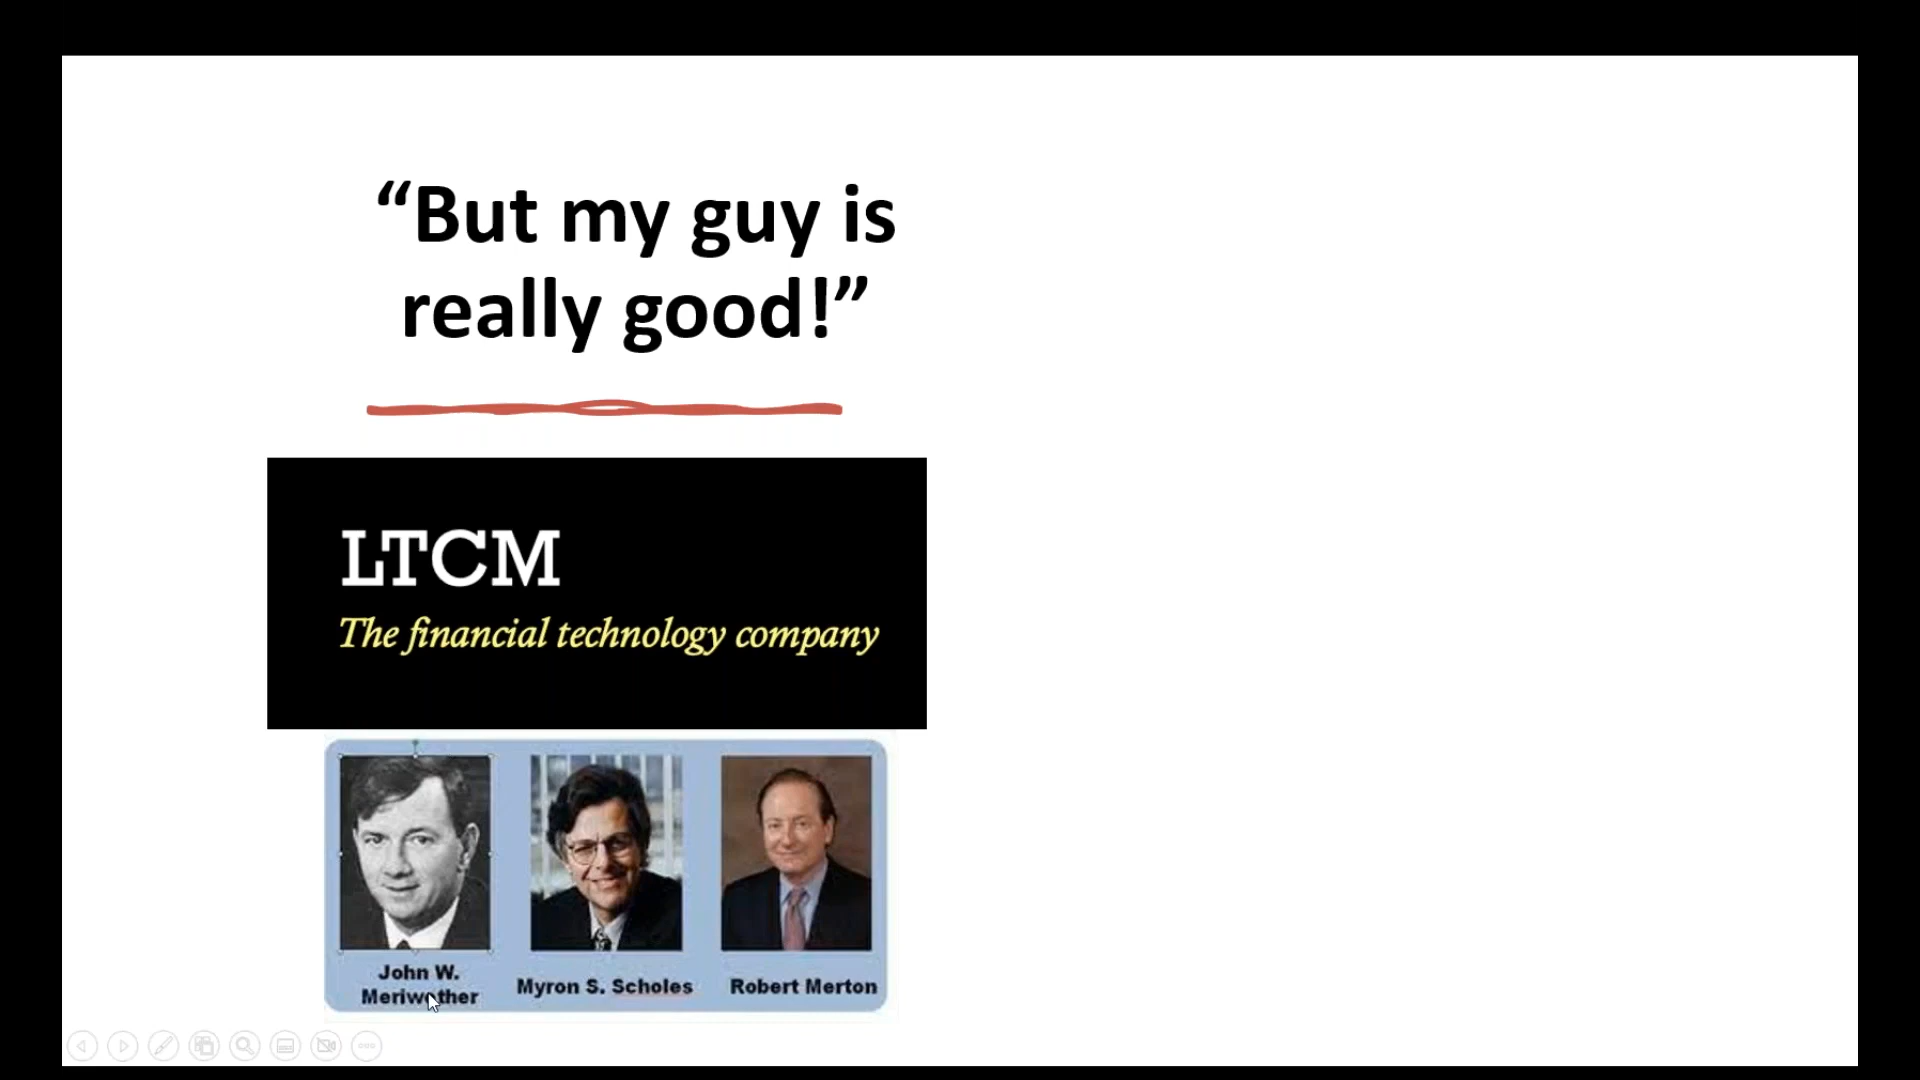 “But my guy is
really good!”
LTCM
The financial technology company
John W.
Meriwether
Myron S. Scholes
Robert Merton